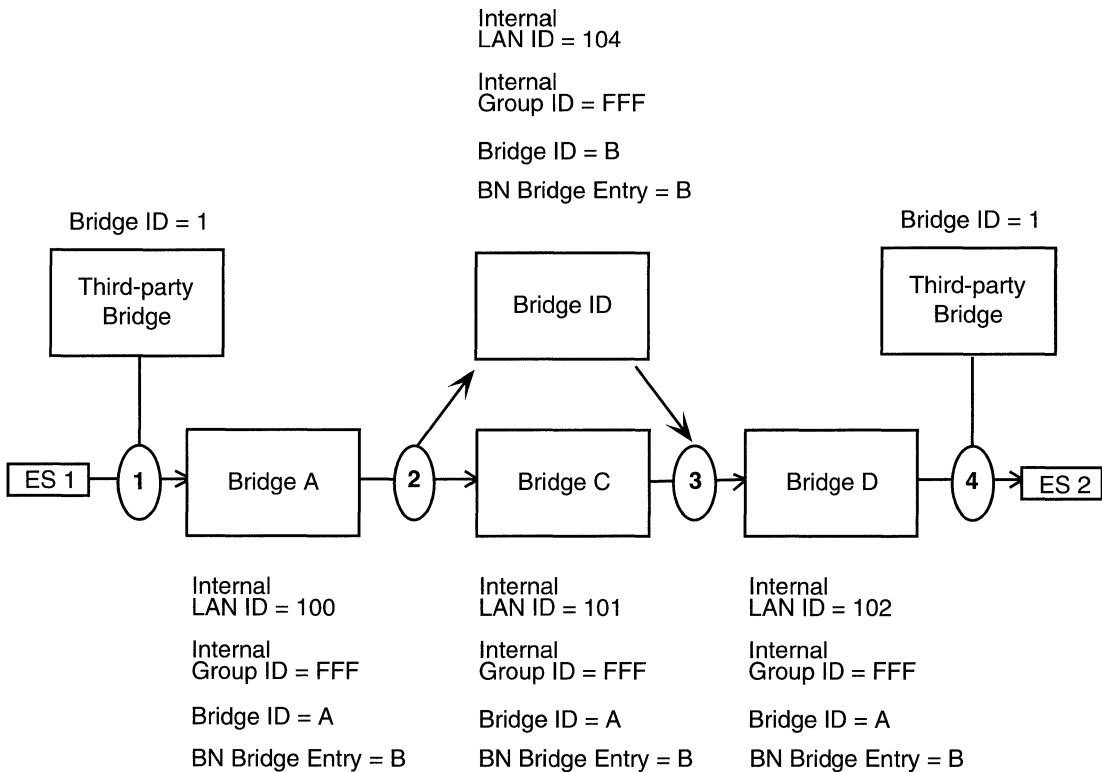 Internal
LAN ID = 104
Internal
Group ID = FFF
Bridge ID = B
BN Bridge Entry = B
Bridge ID = 1
Third-party
Bridge
Bridge ID
Bridge ID = 1
Third-party
Bridge
ES 1
1
Bridge A
2
Bridge C
3
Bridge D
4
ES 2
Internal
LAN ID = 100
Internal
Group ID = FFF
Bridge ID = A
BN Bridge Entry = B
Internal
LAN ID = 101
Internal
Group ID = FFF
Bridge ID = A
BN Bridge Entry = B
Internal
LAN ID = 102
Internal
Group ID = FFF
Bridge ID = A
BN Bridge Entry = B